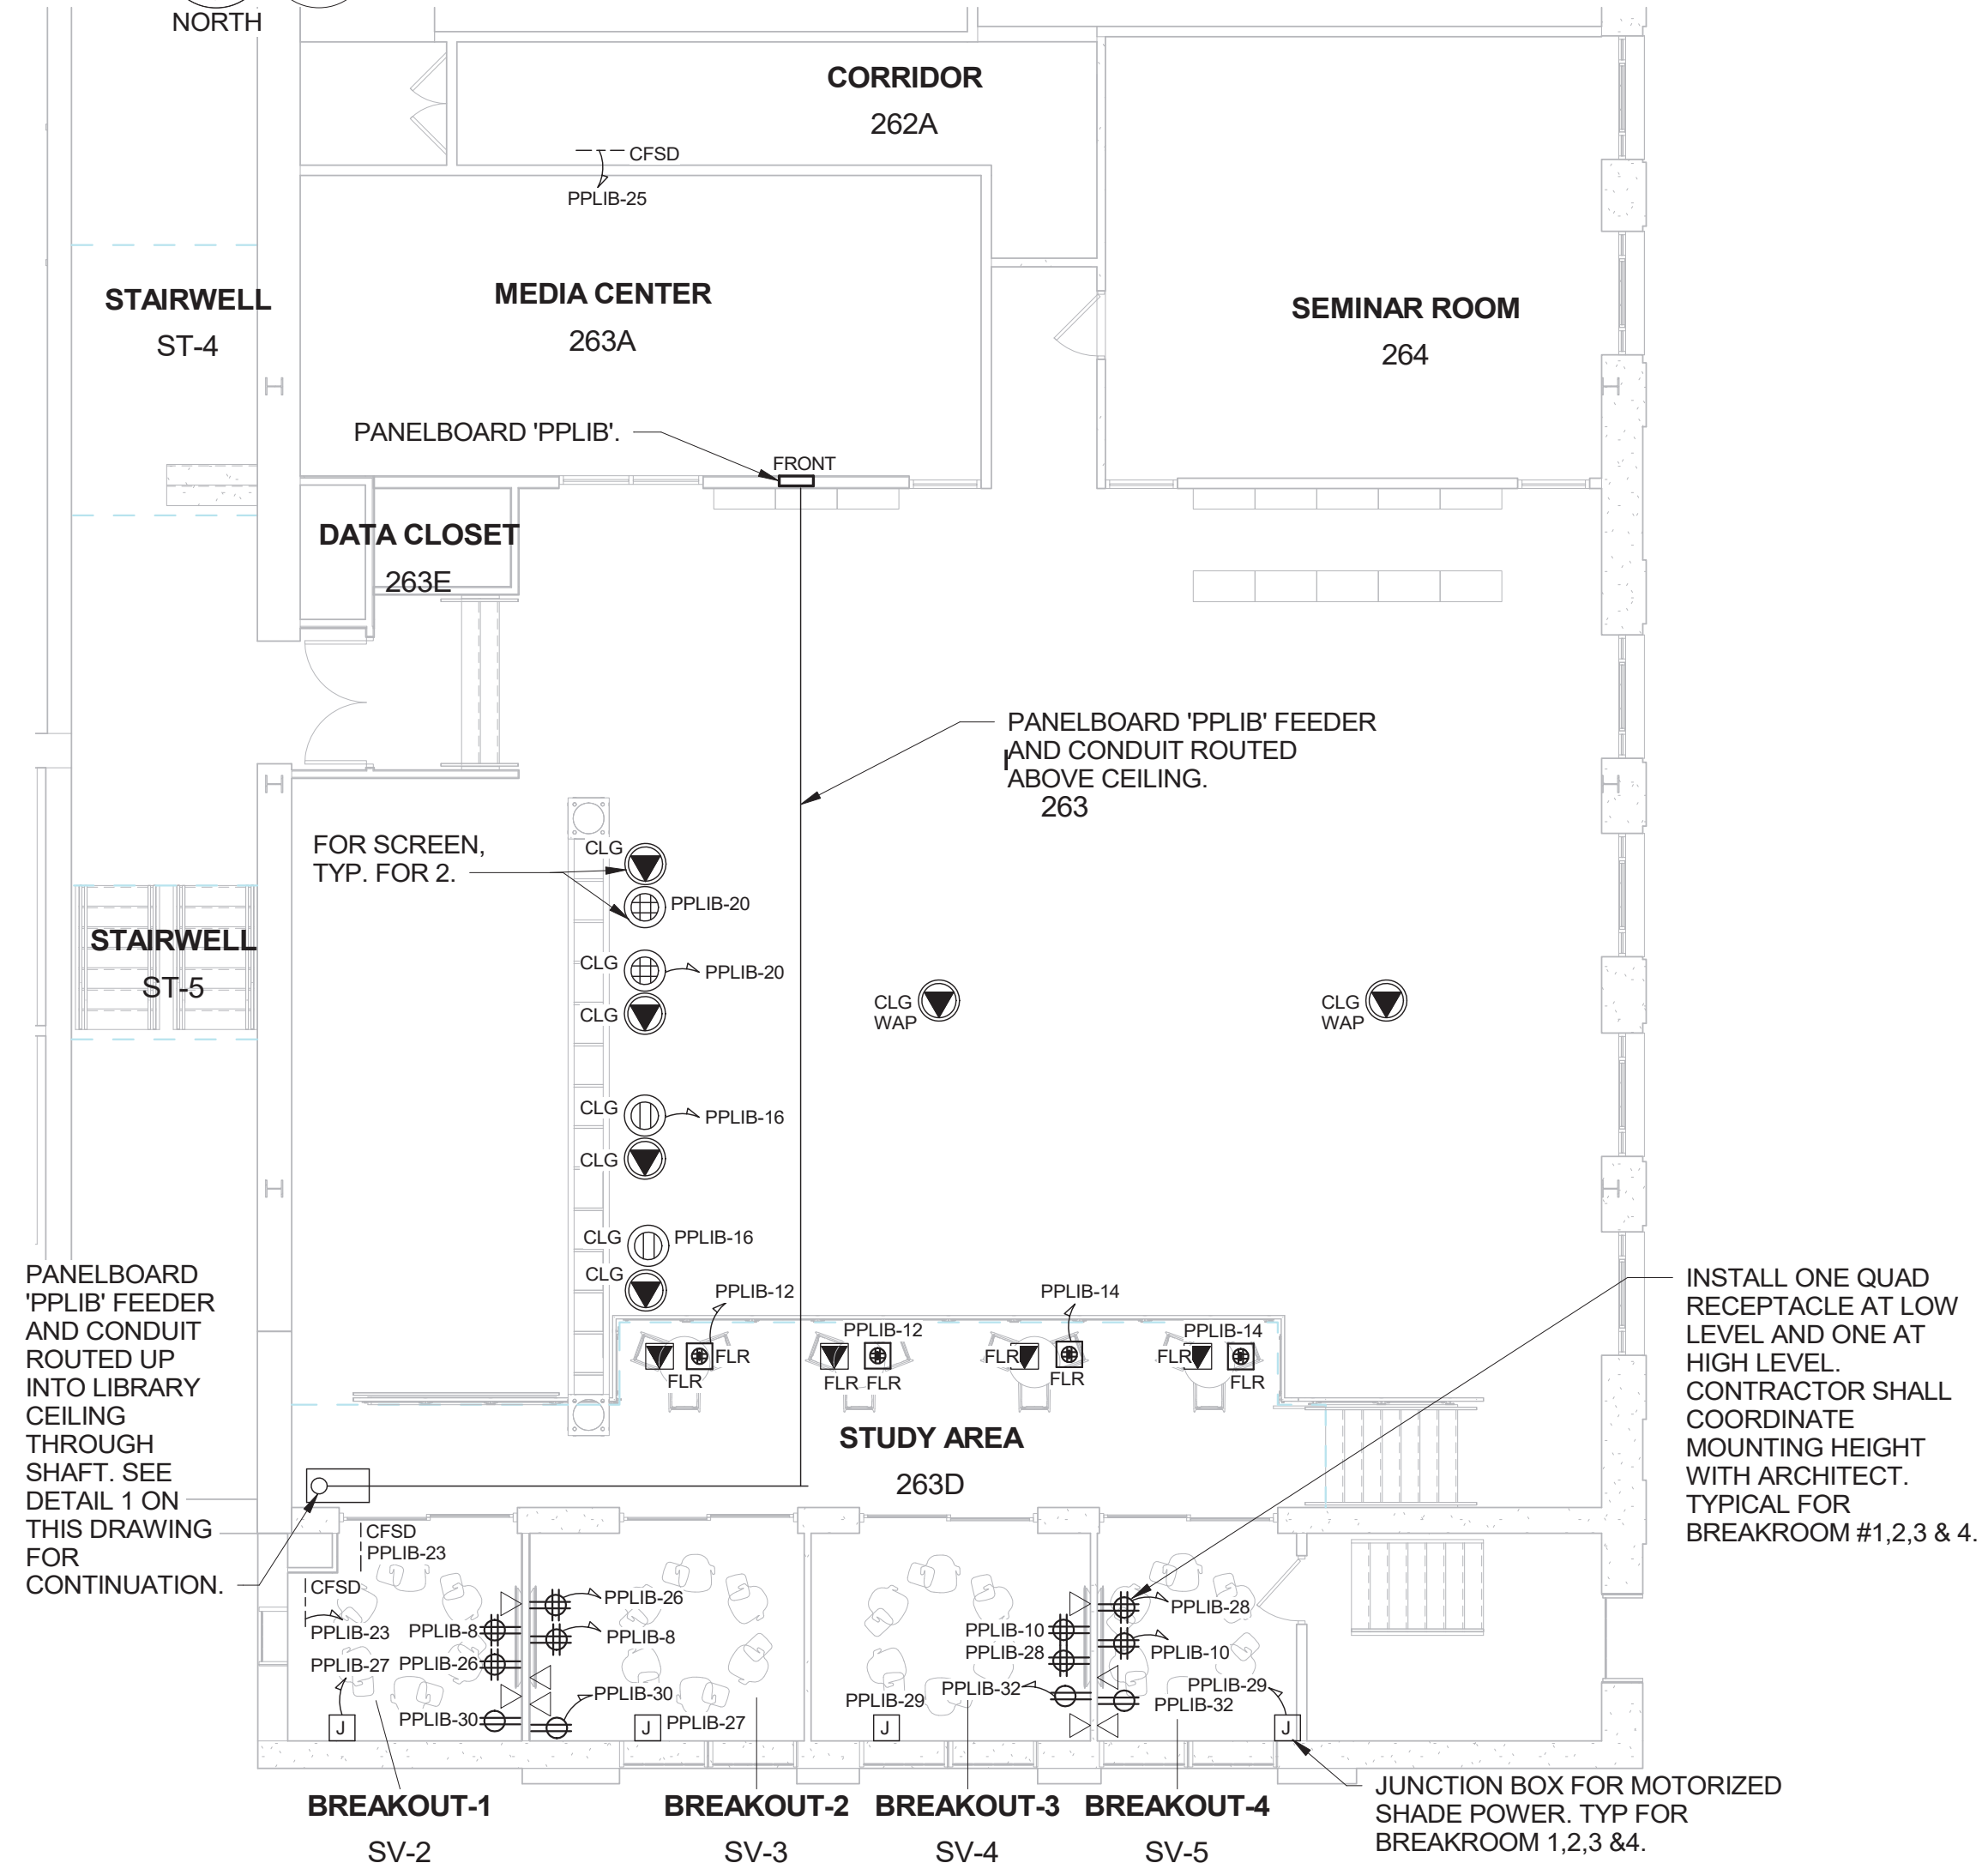 NORTH
CORRIDOR
262A
CFSD
PPLIB-25
STAIRWELL
ST-4
MEDIA CENTER
263A
SEMINAR ROOM
264
PANELBOARD 'PPLIB'.
FRONT
DATA CLOSET
263E
PANELBOARD 'PPLIB' FEEDER
AND CONDUIT ROUTED
ABOVE CEILING.
263
FOR SCREEN,
TYP. FOR 2.
CLG
PPLIB-20
CLG
PPLIB-20
CLG
STAIRWELL
ST-5
CLG
WAP
CLG
WAP
CLG
PPLIB-16
CLG
CLG
PPLIB-16
CLG
PPLIB-12
PPLIB-14
PPLIB-12
PPLIB-14
FLR
FLR
FLR
FLR
FLR
FLR
FLR
FLR
STUDY AREA
263D
PANELBOARD
'PPLIB' FEEDER
AND CONDUIT
ROUTED UP
INTO LIBRARY
CEILING
THROUGH
SHAFT. SEE
DETAIL 1 ON
THIS DRAWING
FOR
CONTINUATION.
INSTALL ONE QUAD
RECEPTACLE AT LOW
LEVEL AND ONE AT
HIGH LEVEL.
CONTRACTOR SHALL
COORDINATE
MOUNTING HEIGHT
WITH ARCHITECT.
TYPICAL FOR
BREAKROOM #1,2,3 & 4.
CFSD
PPLIB-23
CFSD
PPLIB-23
PPLIB-8
PPLIB-27
PPLIB-26
PPLIB-30
J
PPLIB-26
PPLIB-8
PPLIB-30
J
PPLIB-27
PPLIB-10
PPLIB-28
PPLIB-32
PPLIB-29
J
PPLIB-28
PPLIB-10
PPLIB-29
PPLIB-32
J
BREAKOUT-1
SV-2
BREAKOUT-2
SV-3
BREAKOUT-3
SV-4
BREAKOUT-4
SV-5
JUNCTION BOX FOR MOTORIZED
SHADE POWER. TYP FOR
BREAKROOM 1,2,3 &4.